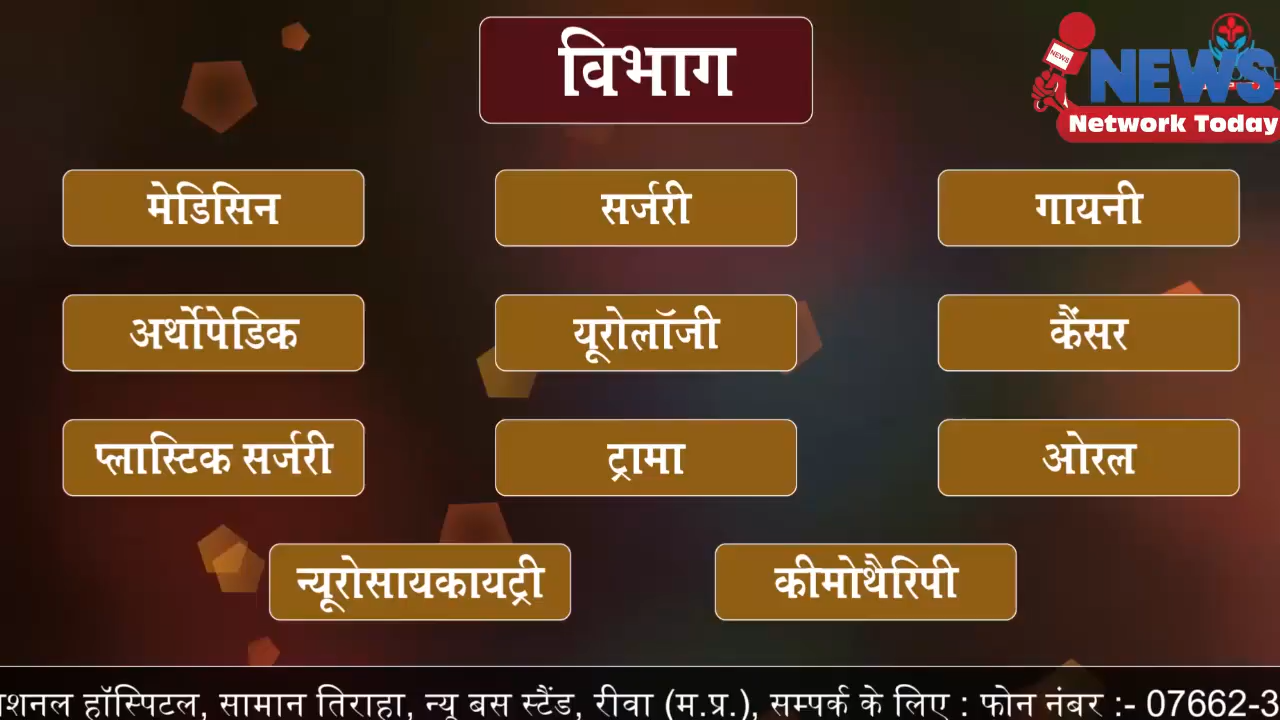 विभाग
NEWS
NEWS
Network Today
मेडिसिन
सर्जरी
गायनी
अर्थोपेडिक
यूरोलॉजी
कैंसर
प्लास्टिक सर्जरी
ट्रामा
ओरल
न्यूरोसायकायट्री
कीमोथैरिपी
हॉस्पिटल, सामान तिराहा, न्यू बस स्टैंड, रीवा (म.प्र.), सम्पर्क के लिए : फोन नंबर :- 07662-3